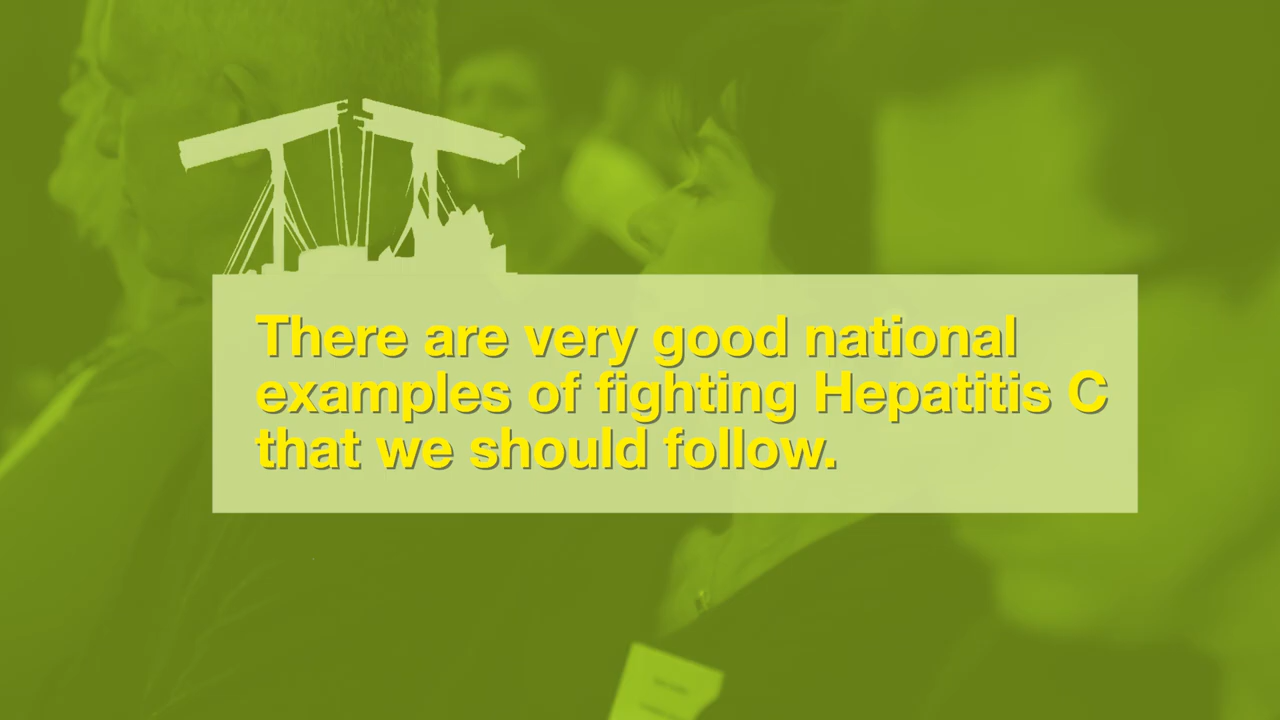 There are very good national
examples of fighting Hepatitis C
that we should follow.